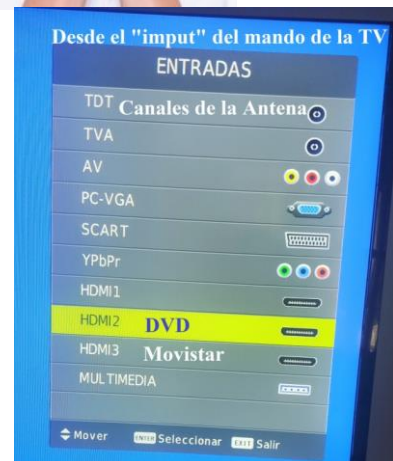 Desde el "imput" del mando de la TV
ENTRADAS
TDT Canales de la Antena
TVA
AV
PC-VGA
SCART
YPbPr
HDMI1
HDMI2 DVD
HDMI3 Movistar
MULTIMEDIA
Mover ENTER Seleccionar EXIT Salir